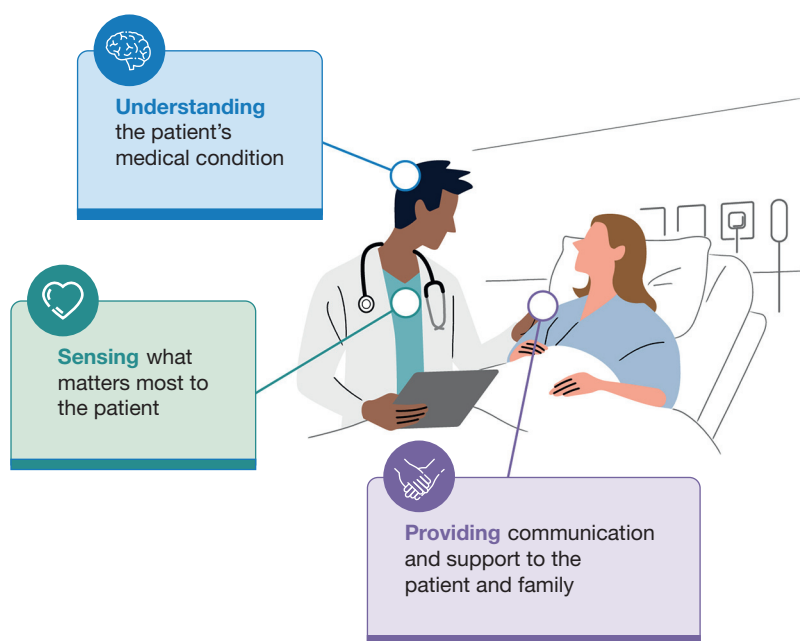 Understanding
the patient’s
medical condition
Sensing what
matters most to
the patient
Providing communication
and support to the
patient and family